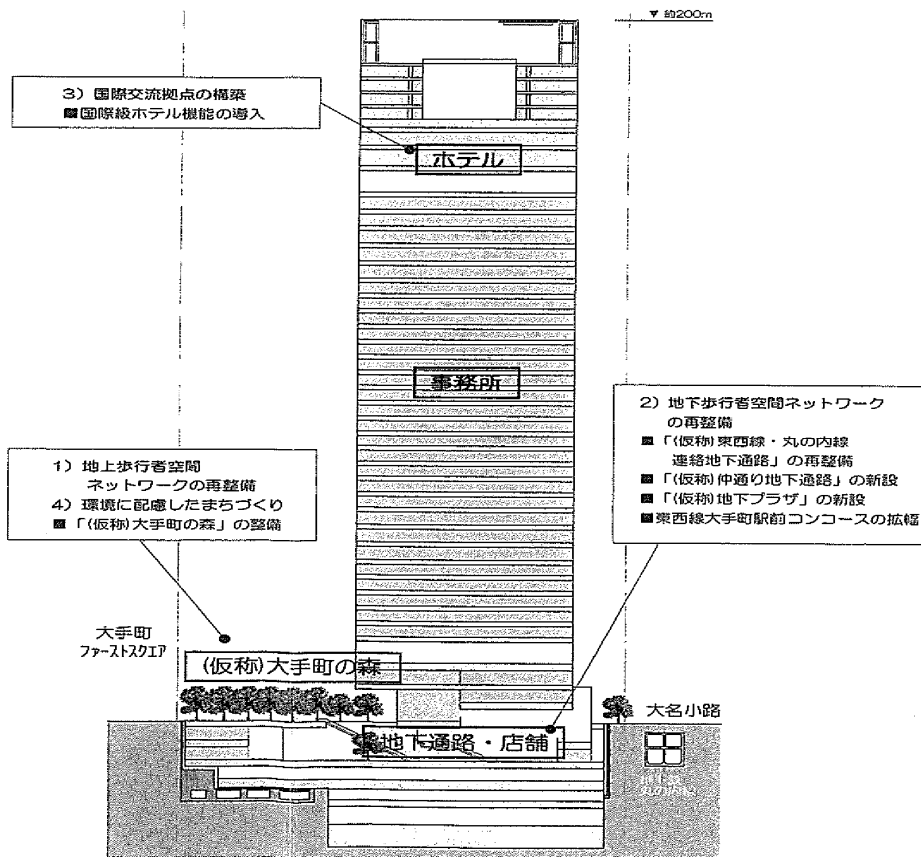 ▼ 約200m
3）国際交流拠点の構築
■国際級ホテル機能の導入
ホテル
事務所
2）地下歩行者空間ネットワーク
の再整備
■「(仮称)東西線・丸の内線
連絡地下通路」の再整備
■「(仮称)仲通り地下通路」の新設
■「(仮称)地下プラザ」の新設
■東西線大手町駅前コンコースの拡幅
1）地上歩行者空間
ネットワークの再整備
4）環境に配慮したまちづくり
■「(仮称)大手町の森」の整備
大手町
ファーストスクエア
(仮称)大手町の森
大名小路
地下通路・店舗